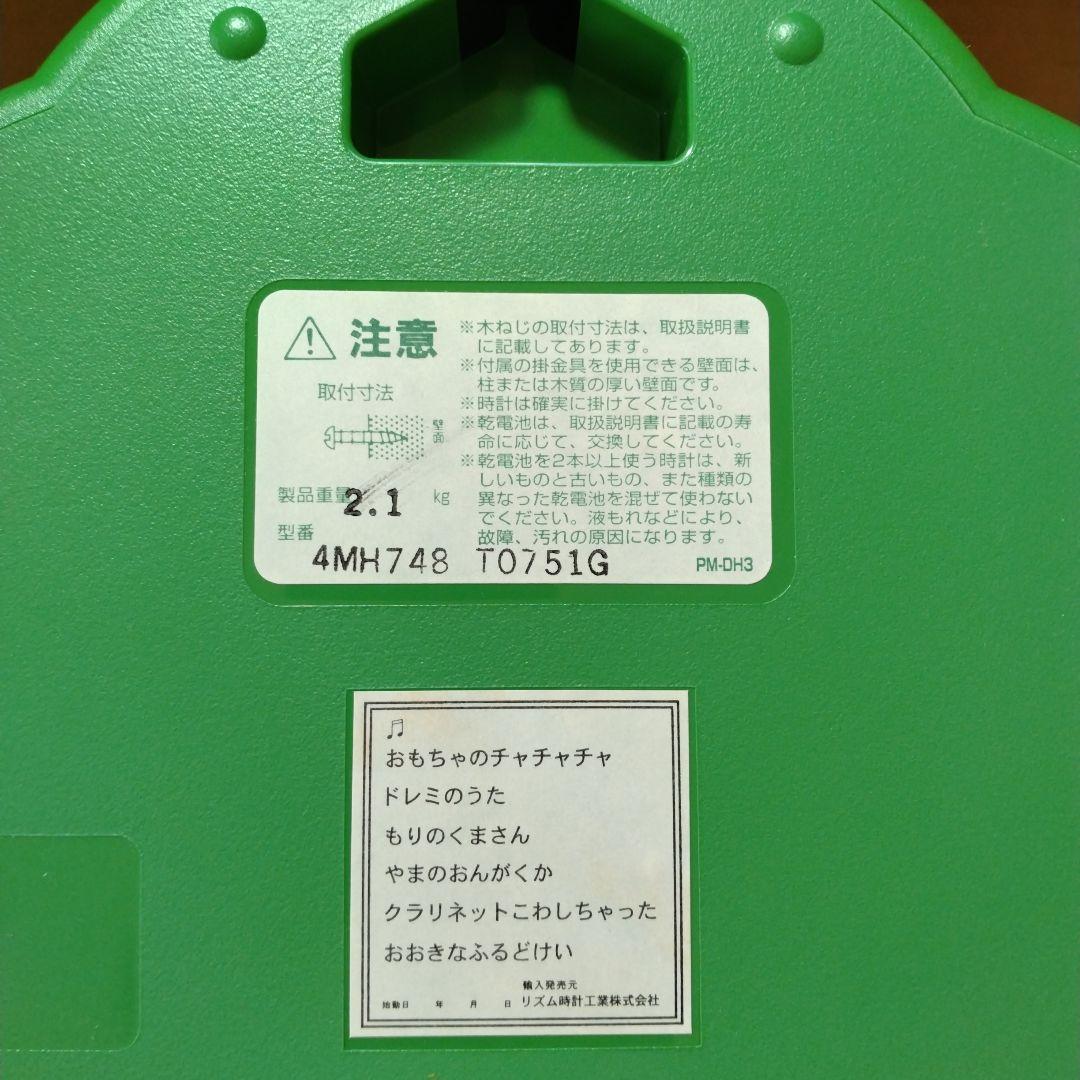 注意
取付寸法
壁面
製品重量 2.1 kg
型番
4MH748 T0751G
※木ねじの取付寸法は、取扱説明書
に記載してあります。
※付属の掛金具を使用できる壁面は、
柱または木質の厚い壁面です。
※時計は確実に掛けてください。
※乾電池は、取扱説明書に記載の寿
命に応じて、交換してください。
※乾電池を2本以上使う時計は、新
しいものと古いもの、また種類の
異なった乾電池を混ぜて使わない
でください。液もれなどにより、
故障、汚れの原因になります。
PM-DH3
おもちゃのチャチャチャ
ドレミのうた
もりのくまさん
やまのおんがくか
クラリネットこわしちゃった
おおきなふるどけい
輸入発売元
始動日 年 月 日 リズム時計工業株式会社